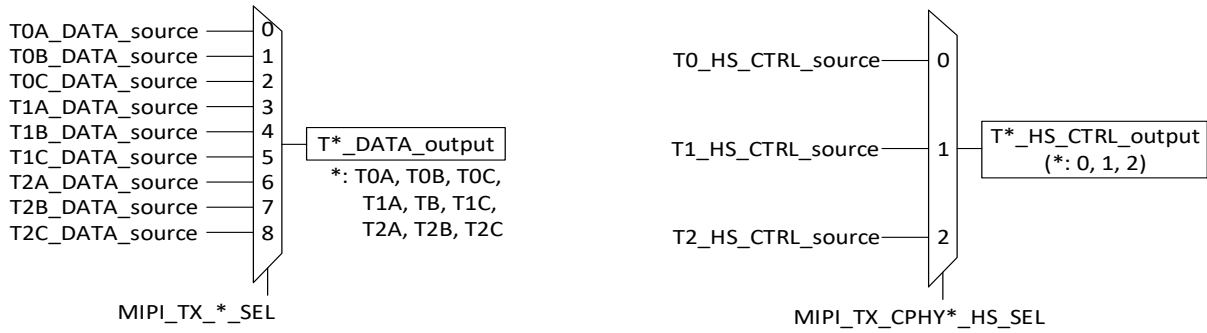 T0A_DATA_source
T0B_DATA_source
T0C_DATA_source
T1A_DATA_source
T1B_DATA_source
T1C_DATA_source
T2A_DATA_source
T2B_DATA_source
T2C_DATA_source
0
1
2
3
4
5
6
7
8
T*_DATA_output
*: T0A, T0B, T0C,
T1A, TB, T1C,
T2A, T2B, T2C
MIPI_TX_*_SEL
T0_HS_CTRL_source
T1_HS_CTRL_source
T2_HS_CTRL_source
0
1
2
T*_HS_CTRL_output
(*: 0, 1, 2)
MIPI_TX_CPHY*_HS_SEL